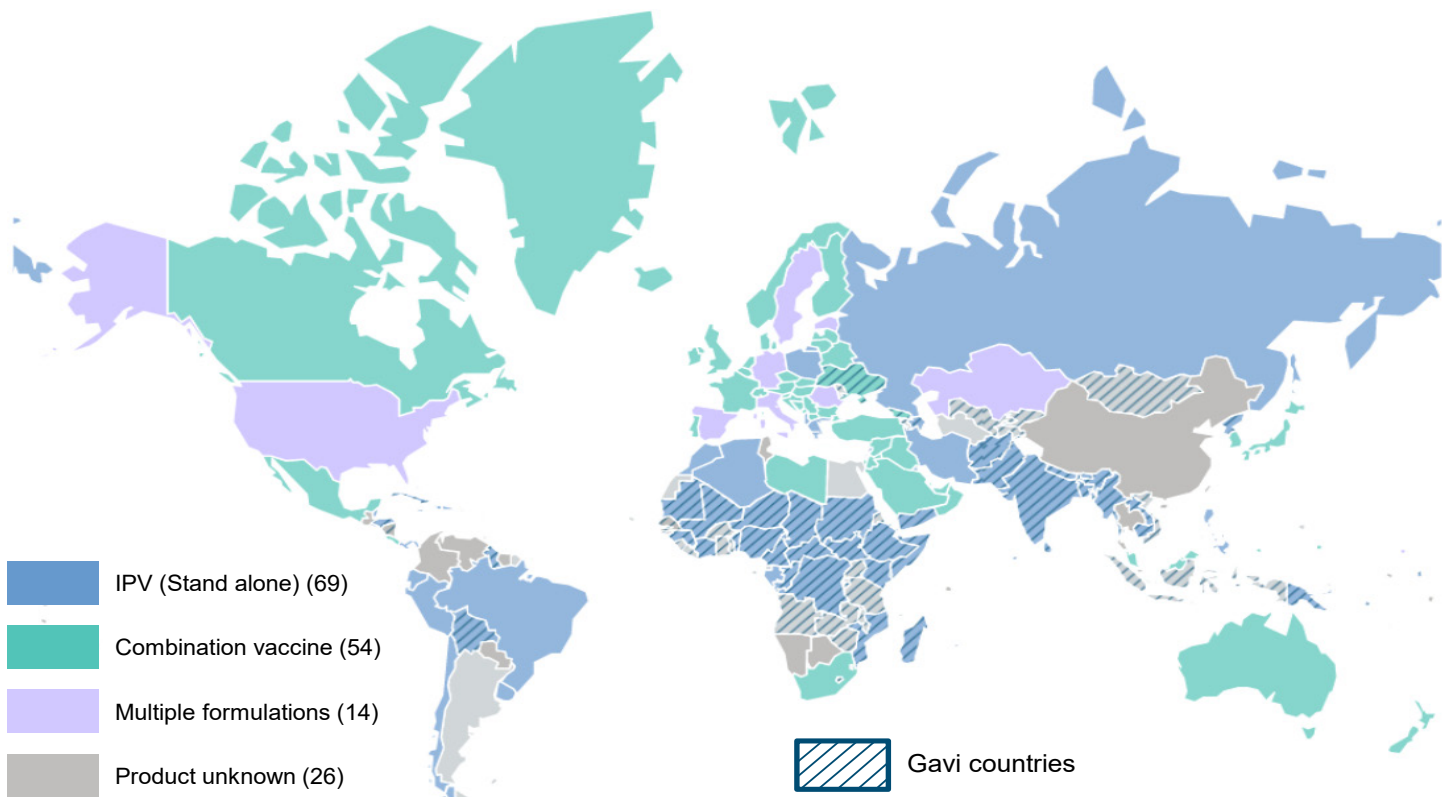 IPV (Stand alone) (69)
Combination vaccine (54)
Multiple formulations (14)
Product unknown (26)
Gavi countries